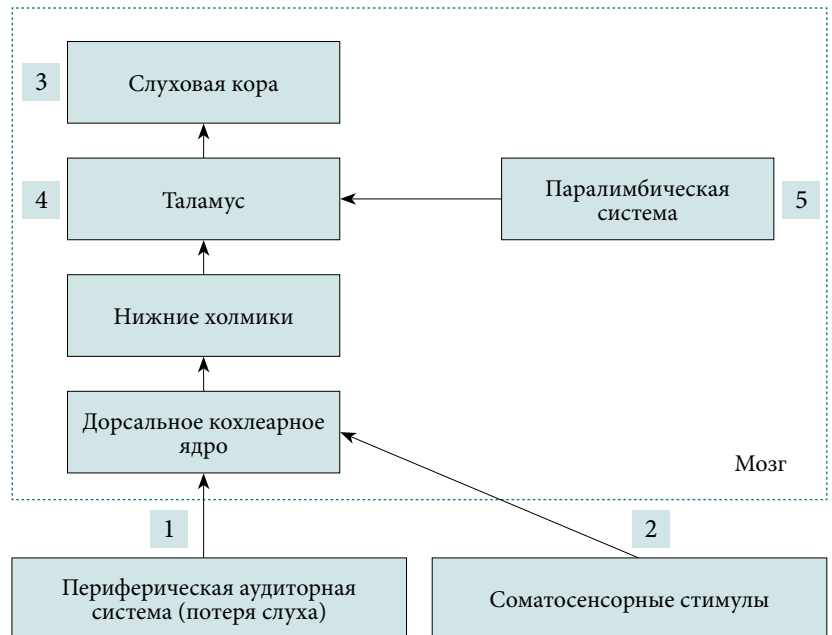 3
Слуховая кора
4
Таламус
Паралимбическая
система
5
Нижние холмики
Дорсальное кохлеарное
ядро
Мозг
1
2
Периферическая аудиторная
система (потеря слуха)
Соматосенсорные стимулы